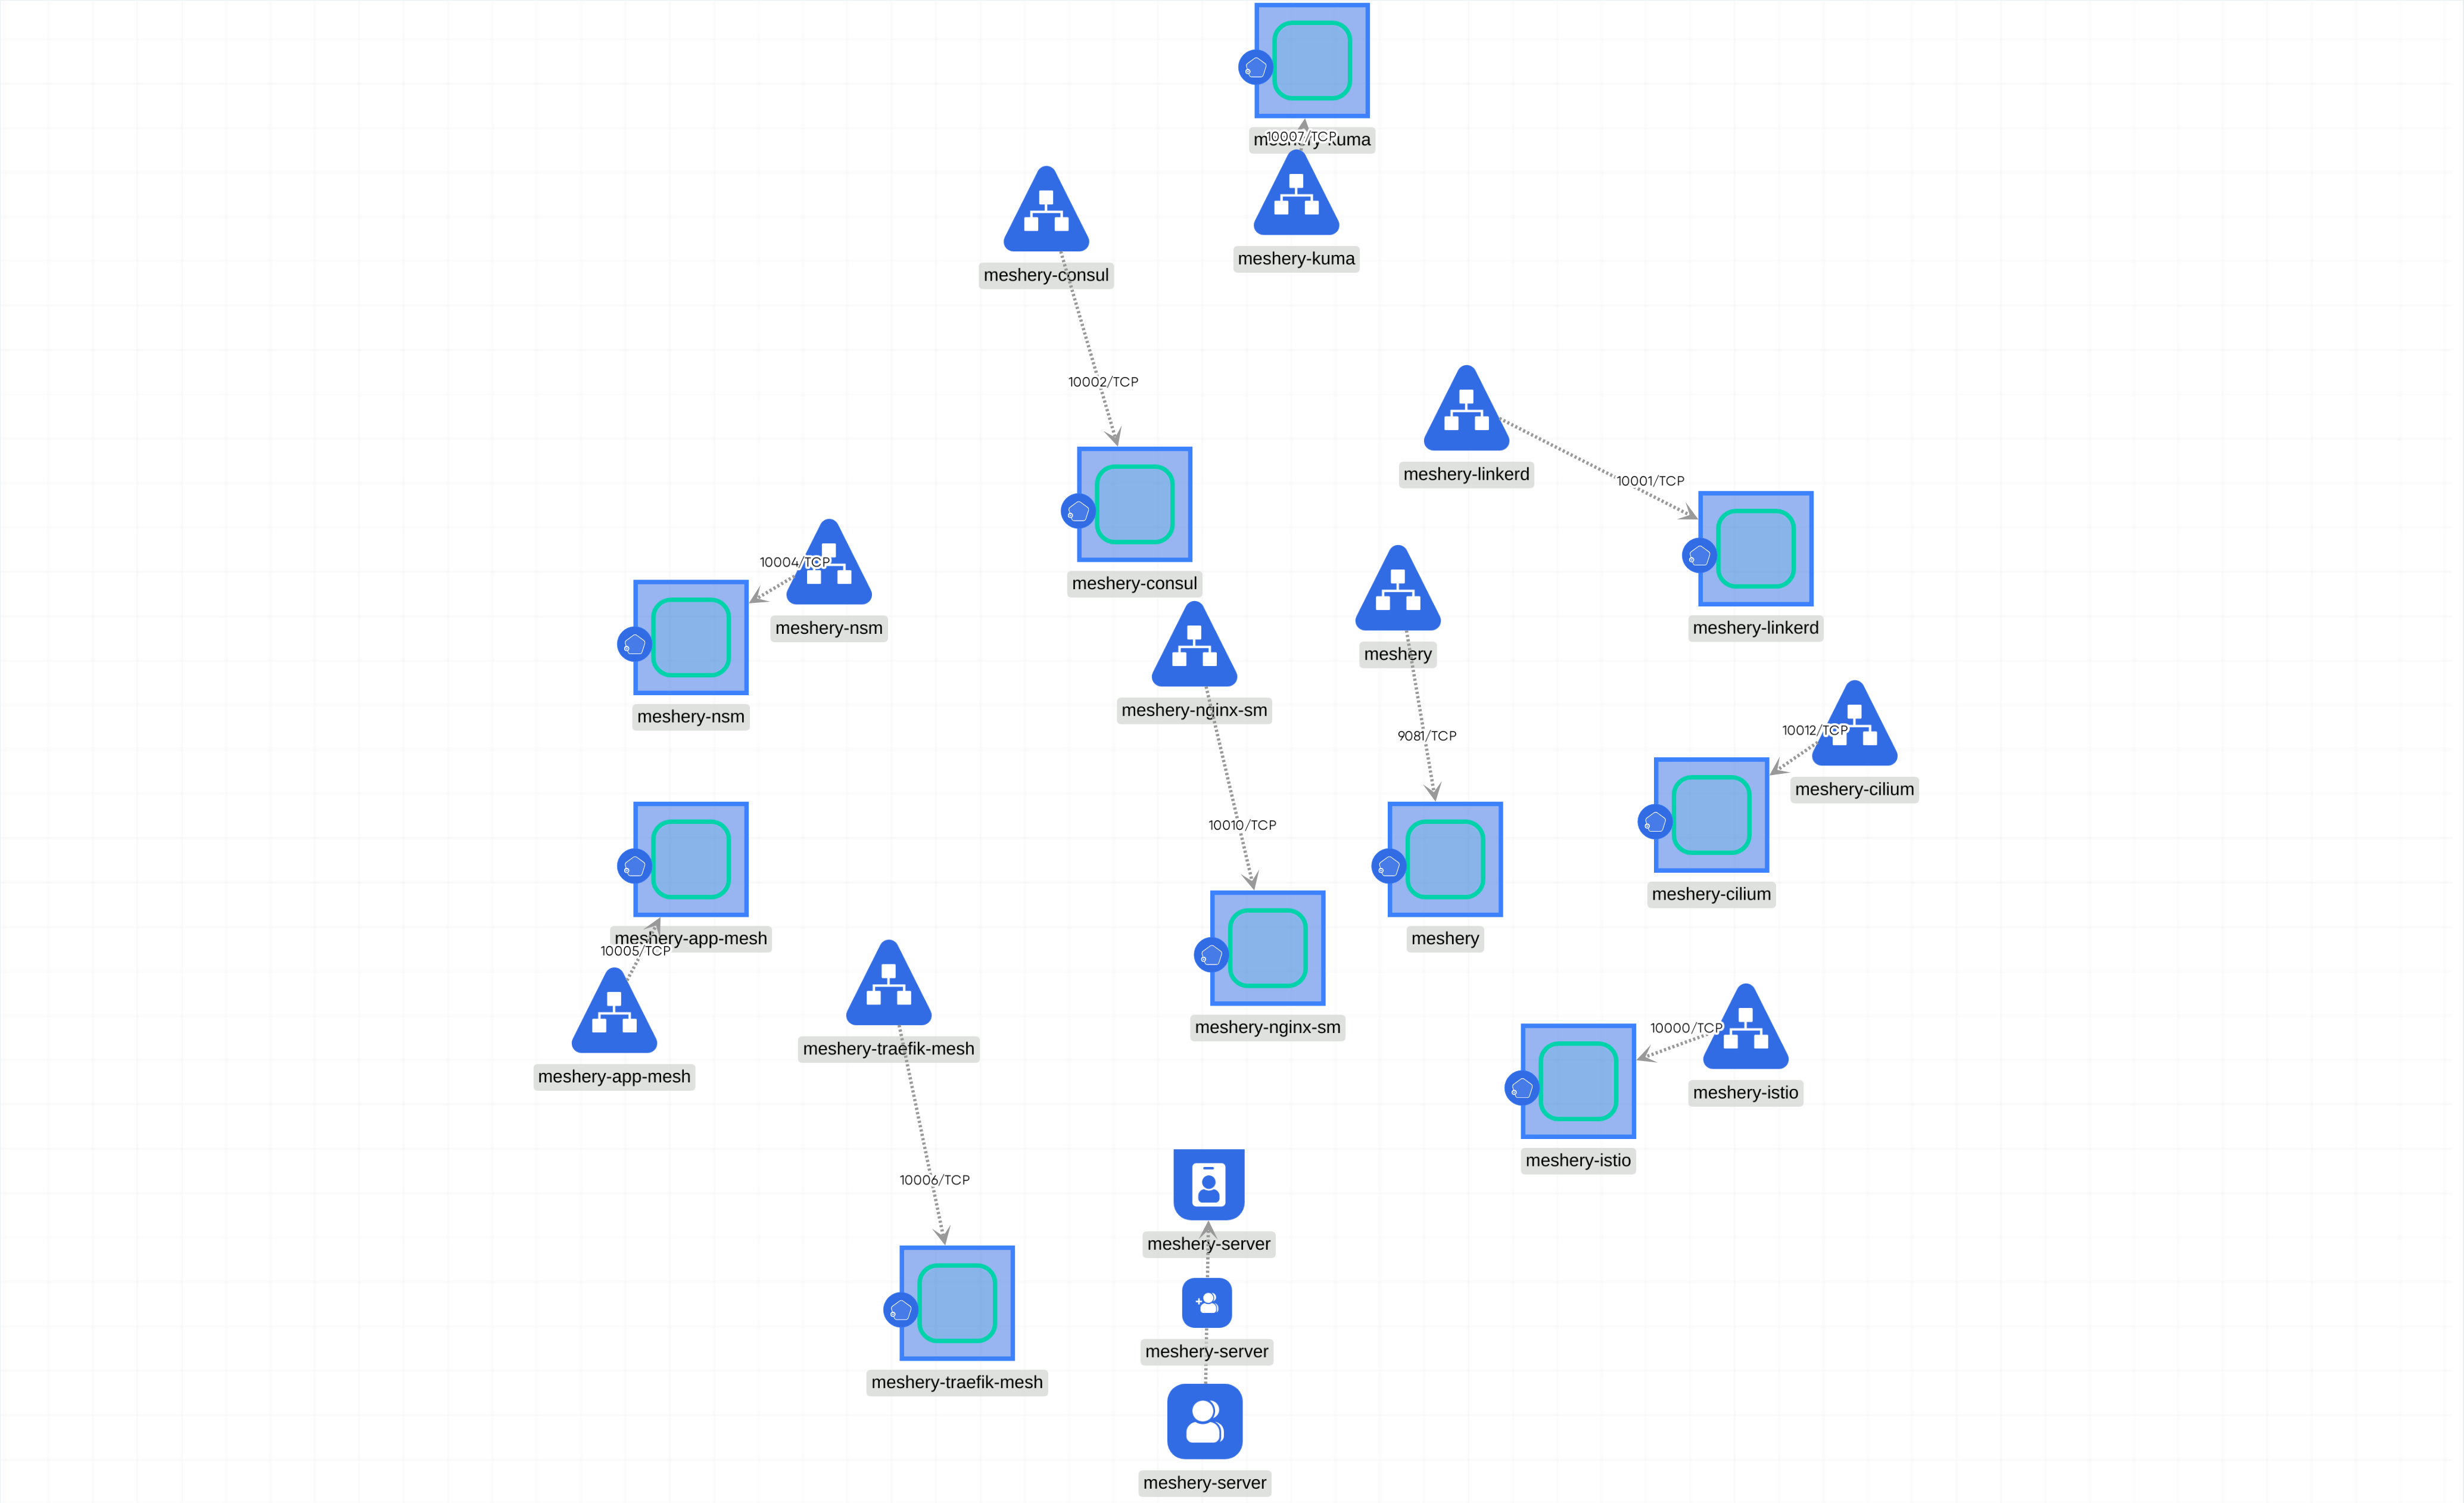 meshery-kuma
10007/TCP
meshery-kuma
meshery-consul
10002/TCP
meshery-consul
meshery-linkerd
10001/TCP
meshery-linkerd
10004/TCP
meshery-nsm
meshery-nsm
meshery-nginx-sm
10010/TCP
meshery-nginx-sm
meshery
9081/TCP
meshery
10012/TCP
meshery-cilium
meshery-cilium
meshery-app-mesh
10005/TCP
meshery-app-mesh
meshery-traefik-mesh
10006/TCP
meshery-traefik-mesh
10000/TCP
meshery-istio
meshery-istio
meshery-server
meshery-server
meshery-server